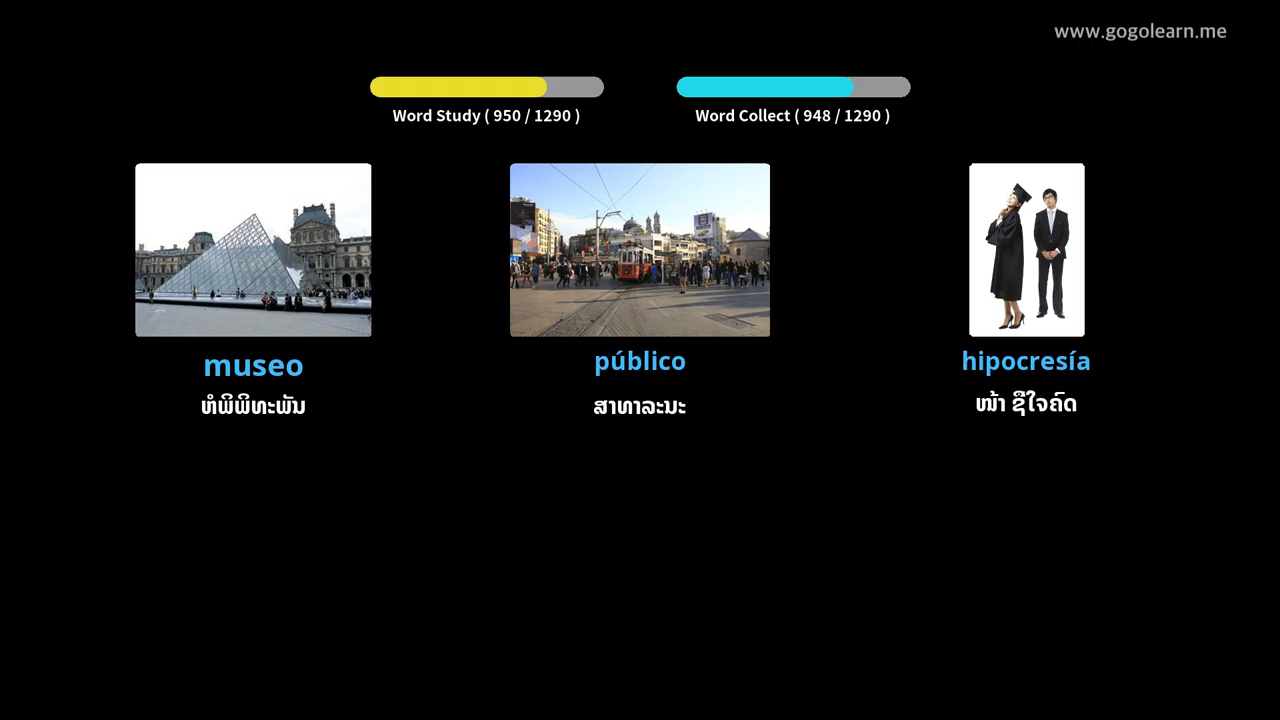 www.gogolearn.me
Word Study ( 950 / 1290 )
Word Collect ( 948 / 1290 )
museo
público
hipocresía
ຫໍພິພິທະພັນ
ສາທາລະນະ
ໜ້າ ຊື່ໃຈຄົດ